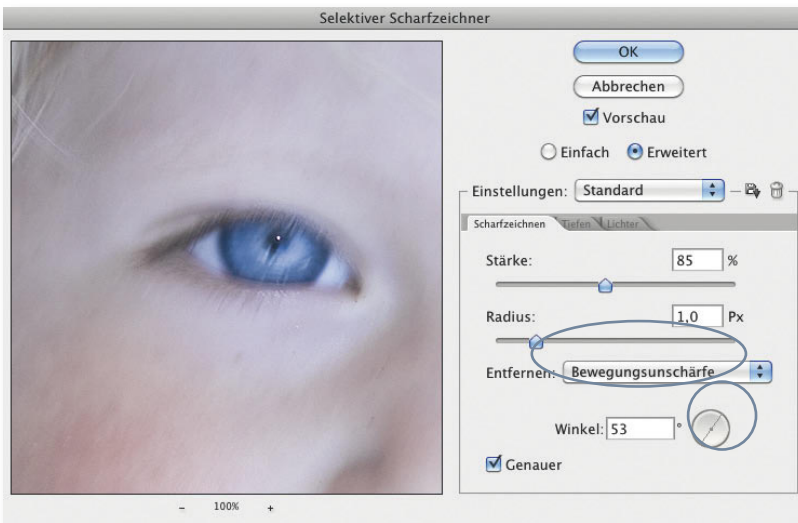 Selektiver Scharfzeichner
OK
Abbrechen
Vorschau
Einfach Erweitert
Einstellungen: Standard
Scharfzeichnen Tiefen Lichter
Stärke: 85 %
Radius: 1,0 Px
Entfernen: Bewegungsunschärfe
Winkel: 53 °
Genauer
- 100% +